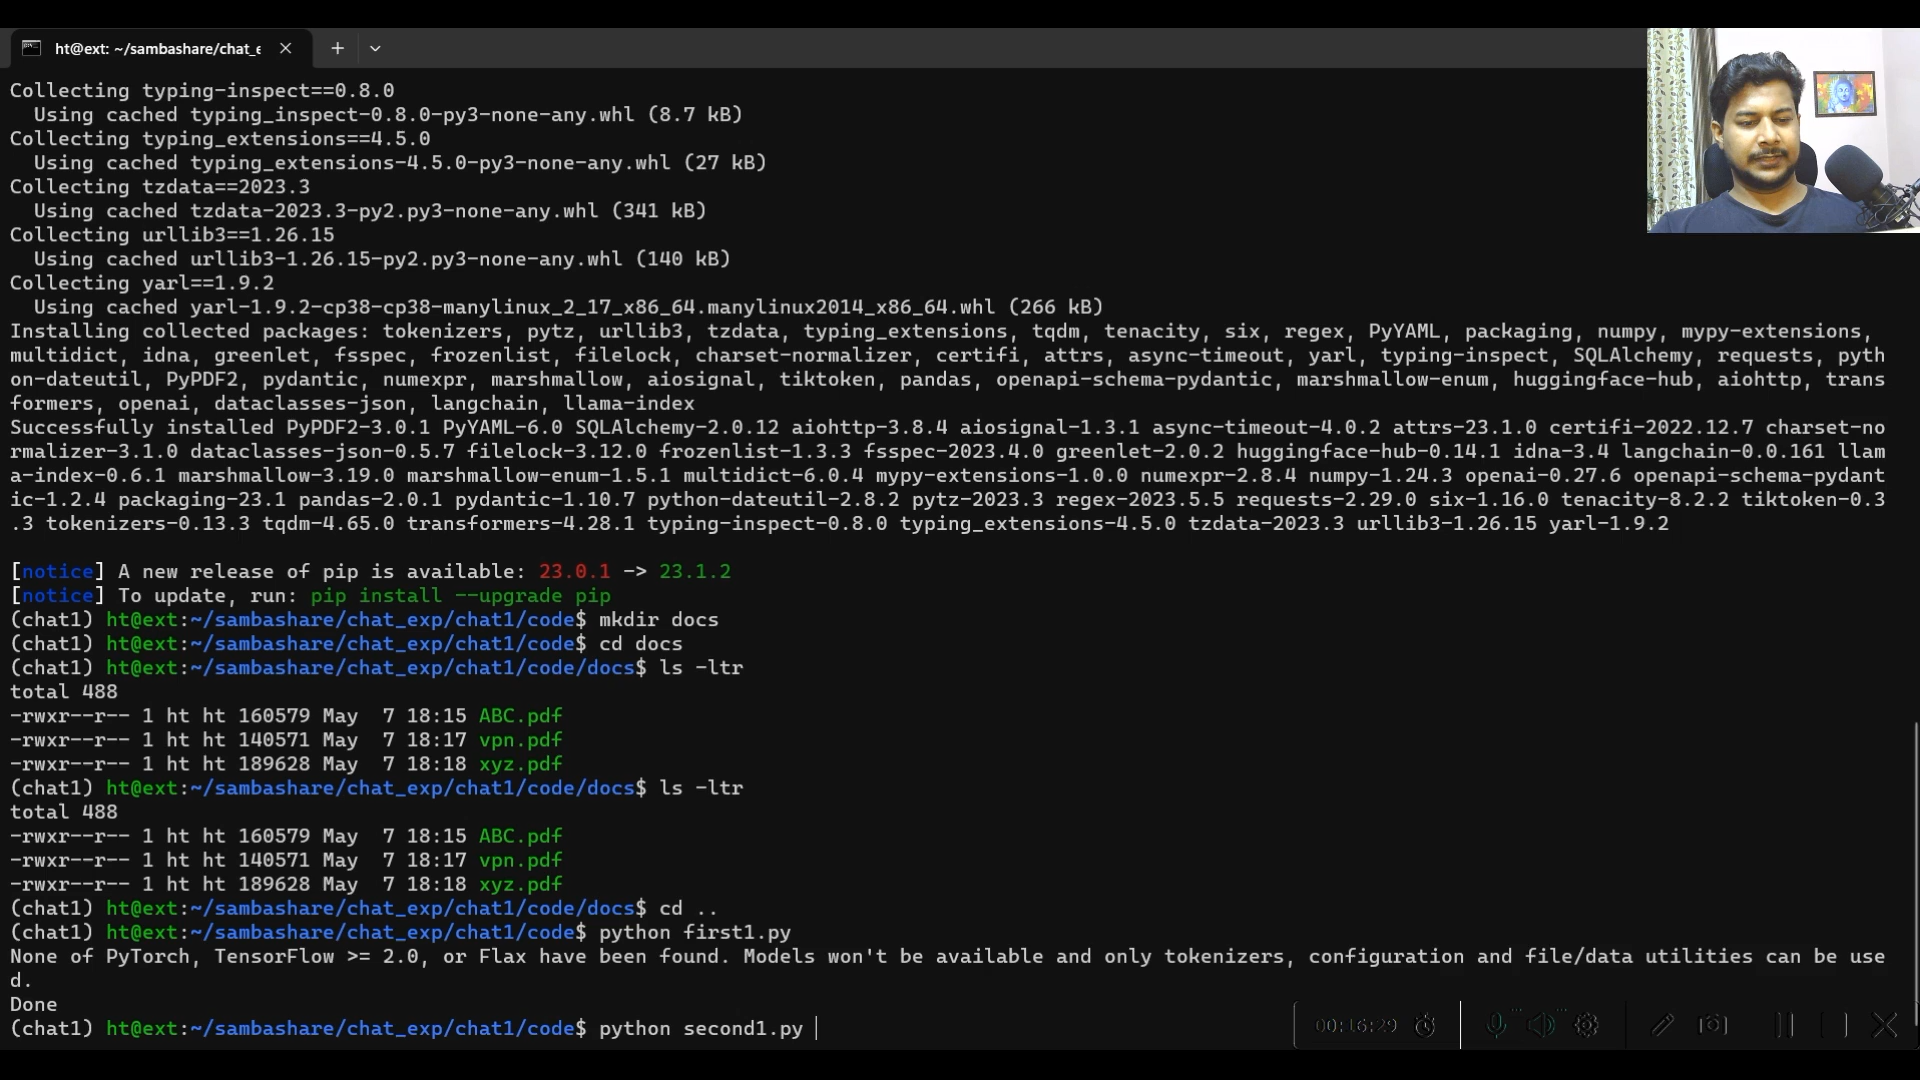 ht@ext: ~/sambashare/chat_e
Collecting typing-inspect==0.8.0
  Using cached typing_inspect-0.8.0-py3-none-any.whl (8.7 kB)
Collecting typing_extensions==4.5.0
  Using cached typing_extensions-4.5.0-py3-none-any.whl (27 kB)
Collecting tzdata==2023.3
  Using cached tzdata-2023.3-py2.py3-none-any.whl (341 kB)
Collecting urllib3==1.26.15
  Using cached urllib3-1.26.15-py2.py3-none-any.whl (140 kB)
Collecting yarl==1.9.2
  Using cached yarl-1.9.2-cp38-cp38-manylinux_2_17_x86_64.manylinux2014_x86_64.whl (266 kB)
Installing collected packages: tokenizers, pytz, urllib3, tzdata, typing_extensions, tqdm, tenacity, six, regex, PyYAML, packaging, numpy, mypy-extensions,
multidict, idna, greenlet, fsspec, frozenlist, filelock, charset-normalizer, certifi, attrs, async-timeout, yarl, typing-inspect, SQLAlchemy, requests, pyth
on-dateutil, PyPDF2, pydantic, numexpr, marshmallow, aiosignal, tiktoken, pandas, openapi-schema-pydantic, marshmallow-enum, huggingface-hub, aiohttp, trans
formers, openai, dataclasses-json, langchain, llama-index
Successfully installed PyPDF2-3.0.1 PyYAML-6.0 SQLAlchemy-2.0.12 aiohttp-3.8.4 aiosignal-1.3.1 async-timeout-4.0.2 attrs-23.1.0 certifi-2022.12.7 charset-no
rmalizer-3.1.0 dataclasses-json-0.5.7 filelock-3.12.0 frozenlist-1.3.3 fsspec-2023.4.0 greenlet-2.0.2 huggingface-hub-0.14.1 idna-3.4 langchain-0.0.161 llam
a-index-0.6.1 marshmallow-3.19.0 marshmallow-enum-1.5.1 multidict-6.0.4 mypy-extensions-1.0.0 numexpr-2.8.4 numpy-1.24.3 openai-0.27.6 openapi-schema-pydant
ic-1.2.4 packaging-23.1 pandas-2.0.1 pydantic-1.10.7 python-dateutil-2.8.2 pytz-2023.3 regex-2023.5.5 requests-2.29.0 six-1.16.0 tenacity-8.2.2 tiktoken-0.3
.3 tokenizers-0.13.3 tqdm-4.65.0 transformers-4.28.1 typing-inspect-0.8.0 typing_extensions-4.5.0 tzdata-2023.3 urllib3-1.26.15 yarl-1.9.2
[notice] A new release of pip is available: 23.0.1 -> 23.1.2
[notice] To update, run: pip install --upgrade pip
(chat1) ht@ext:~/sambashare/chat_exp/chat1/code$ mkdir docs
(chat1) ht@ext:~/sambashare/chat_exp/chat1/code$ cd docs
(chat1) ht@ext:~/sambashare/chat_exp/chat1/code/docs$ ls -ltr
total 488
-rwxr--r-- 1 ht ht 160579 May  7 18:15 ABC.pdf
-rwxr--r-- 1 ht ht 140571 May  7 18:17 vpn.pdf
-rwxr--r-- 1 ht ht 189628 May  7 18:18 xyz.pdf
(chat1) ht@ext:~/sambashare/chat_exp/chat1/code/docs$ ls -ltr
total 488
-rwxr--r-- 1 ht ht 160579 May  7 18:15 ABC.pdf
-rwxr--r-- 1 ht ht 140571 May  7 18:17 vpn.pdf
-rwxr--r-- 1 ht ht 189628 May  7 18:18 xyz.pdf
(chat1) ht@ext:~/sambashare/chat_exp/chat1/code/docs$ cd ..
(chat1) ht@ext:~/sambashare/chat_exp/chat1/code$ python first1.py
None of PyTorch, TensorFlow >= 2.0, or Flax have been found. Models won't be available and only tokenizers, configuration and file/data utilities can be use
d.
Done
(chat1) ht@ext:~/sambashare/chat_exp/chat1/code$ python second1.py
00:16:29